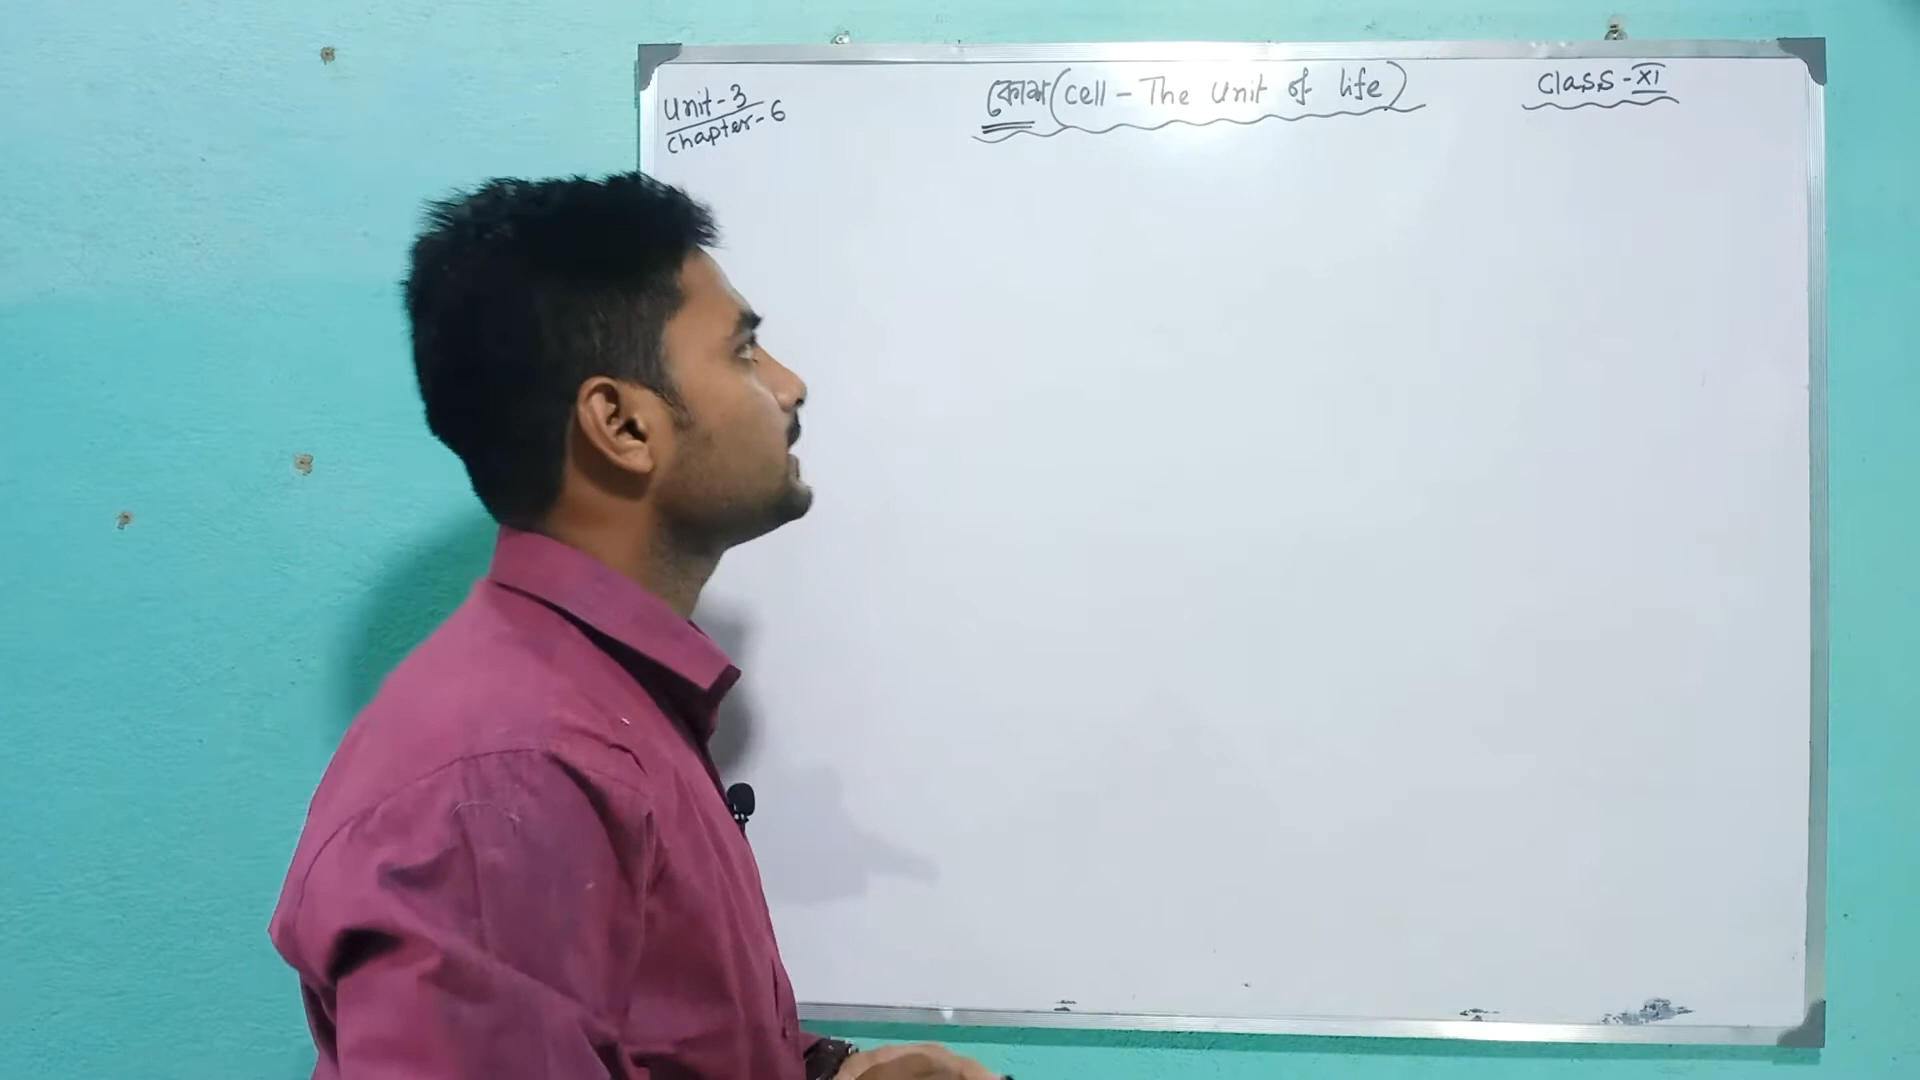 Unit-3
Chapter-6
কোশ (cell - The Unit of life)
Class-XI